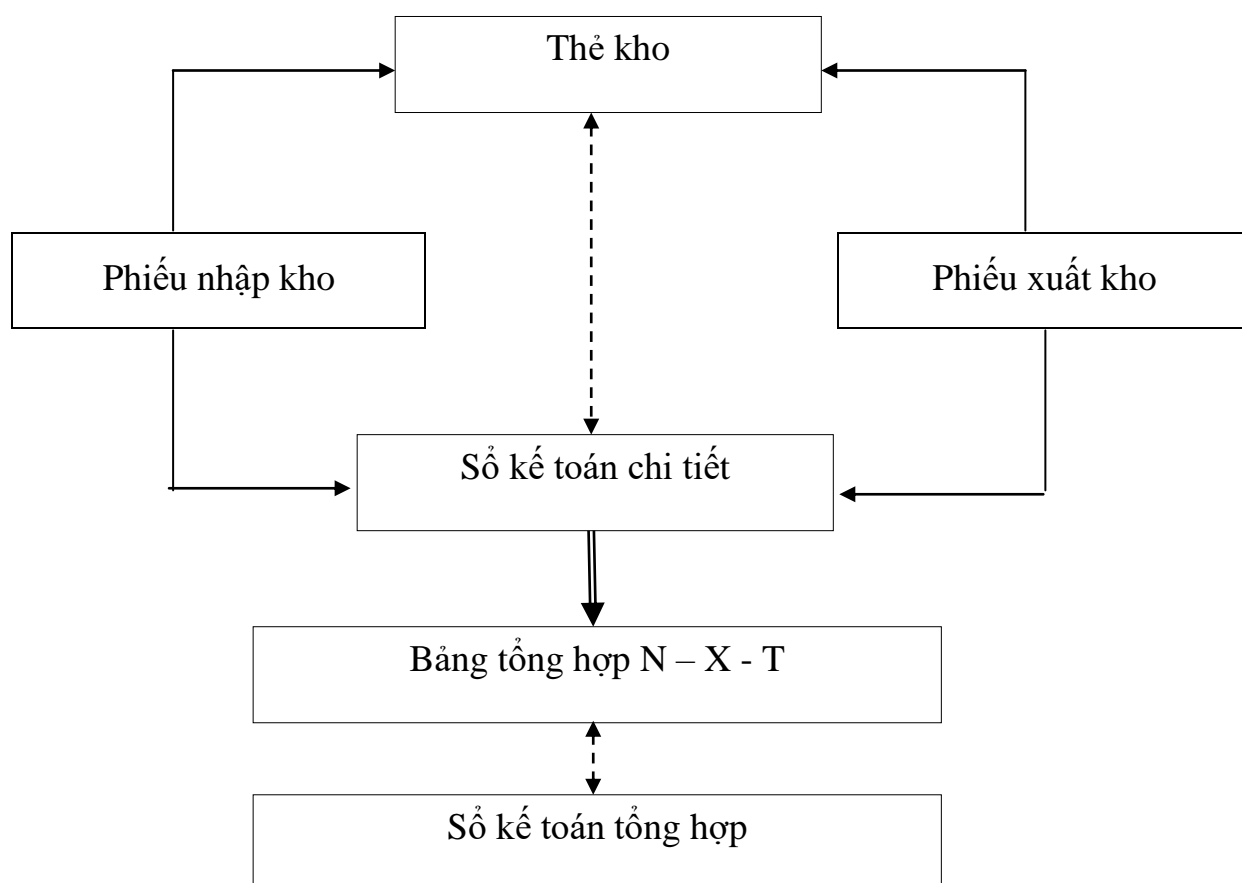 Thẻ kho
Phiếu nhập kho
Phiếu xuất kho
Sổ kế toán chi tiết
Bảng tổng hợp N – X - T
Sổ kế toán tổng hợp